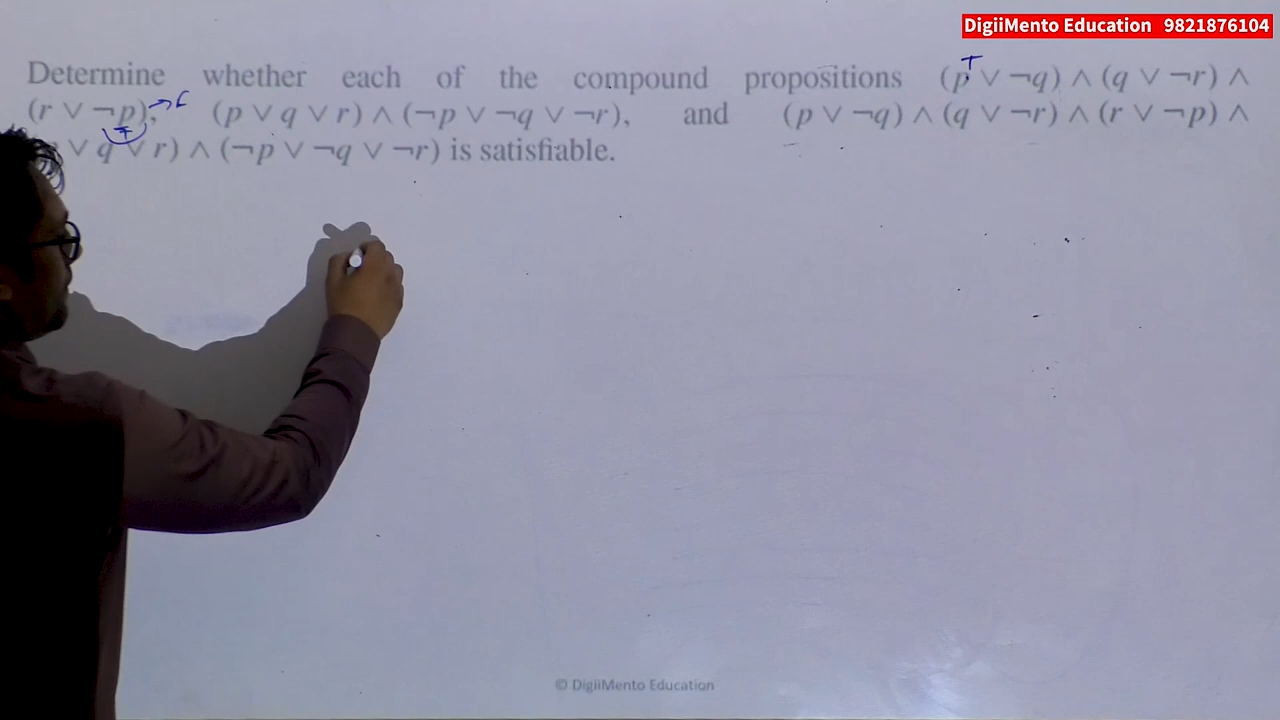 DigiiMento Education 9821876104
T
Determine whether each of the compound propositions (p ∨ ¬q) ∧ (q ∨ ¬r) ∧
(r ∨ ¬p), (p ∨ q ∨ r) ∧ (¬p ∨ ¬q ∨ ¬r), and (p ∨ ¬q) ∧ (q ∨ ¬r) ∧ (r ∨ ¬p) ∧
∨ q ∨ r) ∧ (¬p ∨ ¬q ∨ ¬r) is satisfiable.
© DigiiMento Education